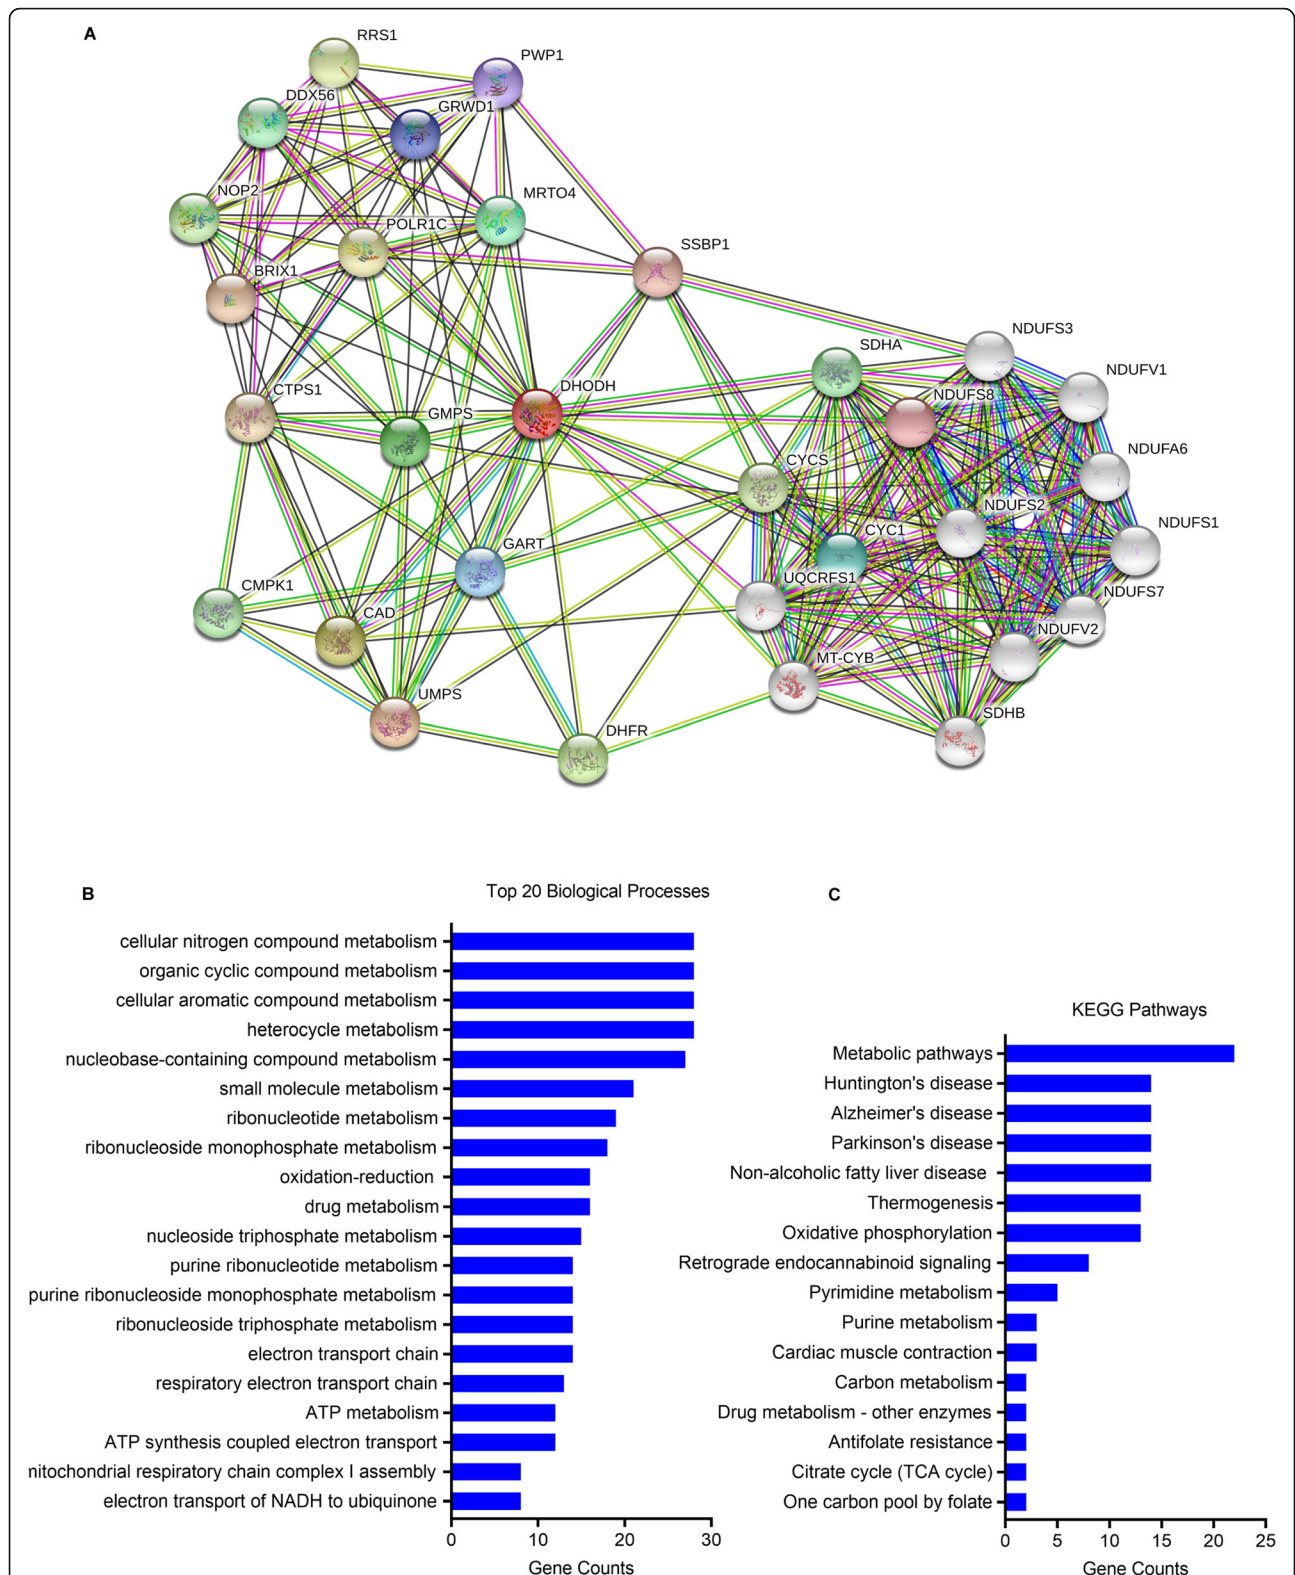 A
RRS1
PWP1
DDX56
GRWD1
NOP2
MRTO4
POLR1C
SSBP1
BRIX1
NDUFS3
SDHA
NDUFV1
CTPS1
DHODH
NDUFS8
GMPS
NDUFA6
CYCS
NDUFS2
NDUFS1
CYC1
GART
UQCRFS1
CMPK1
NDUFS7
CAD
NDUFV2
MT-CYB
UMPS
SDHB
DHFR
B
Top 20 Biological Processes
cellular nitrogen compound metabolism
organic cyclic compound metabolism
cellular aromatic compound metabolism
heterocycle metabolism
nucleobase-containing compound metabolism
small molecule metabolism
ribonucleotide metabolism
ribonucleoside monophosphate metabolism
oxidation-reduction
drug metabolism
nucleoside triphosphate metabolism
purine ribonucleotide metabolism
purine ribonucleoside monophosphate metabolism
ribonucleoside triphosphate metabolism
electron transport chain
respiratory electron transport chain
ATP metabolism
ATP synthesis coupled electron transport
nitochondrial respiratory chain complex I assembly
electron transport of NADH to ubiquinone
0 10 20 30
Gene Counts
C
KEGG Pathways
Metabolic pathways
Huntington's disease
Alzheimer's disease
Parkinson's disease
Non-alcoholic fatty liver disease
Thermogenesis
Oxidative phosphorylation
Retrograde endocannabinoid signaling
Pyrimidine metabolism
Purine metabolism
Cardiac muscle contraction
Carbon metabolism
Drug metabolism - other enzymes
Antifolate resistance
Citrate cycle (TCA cycle)
One carbon pool by folate
0 5 10 15 20 25
Gene Counts